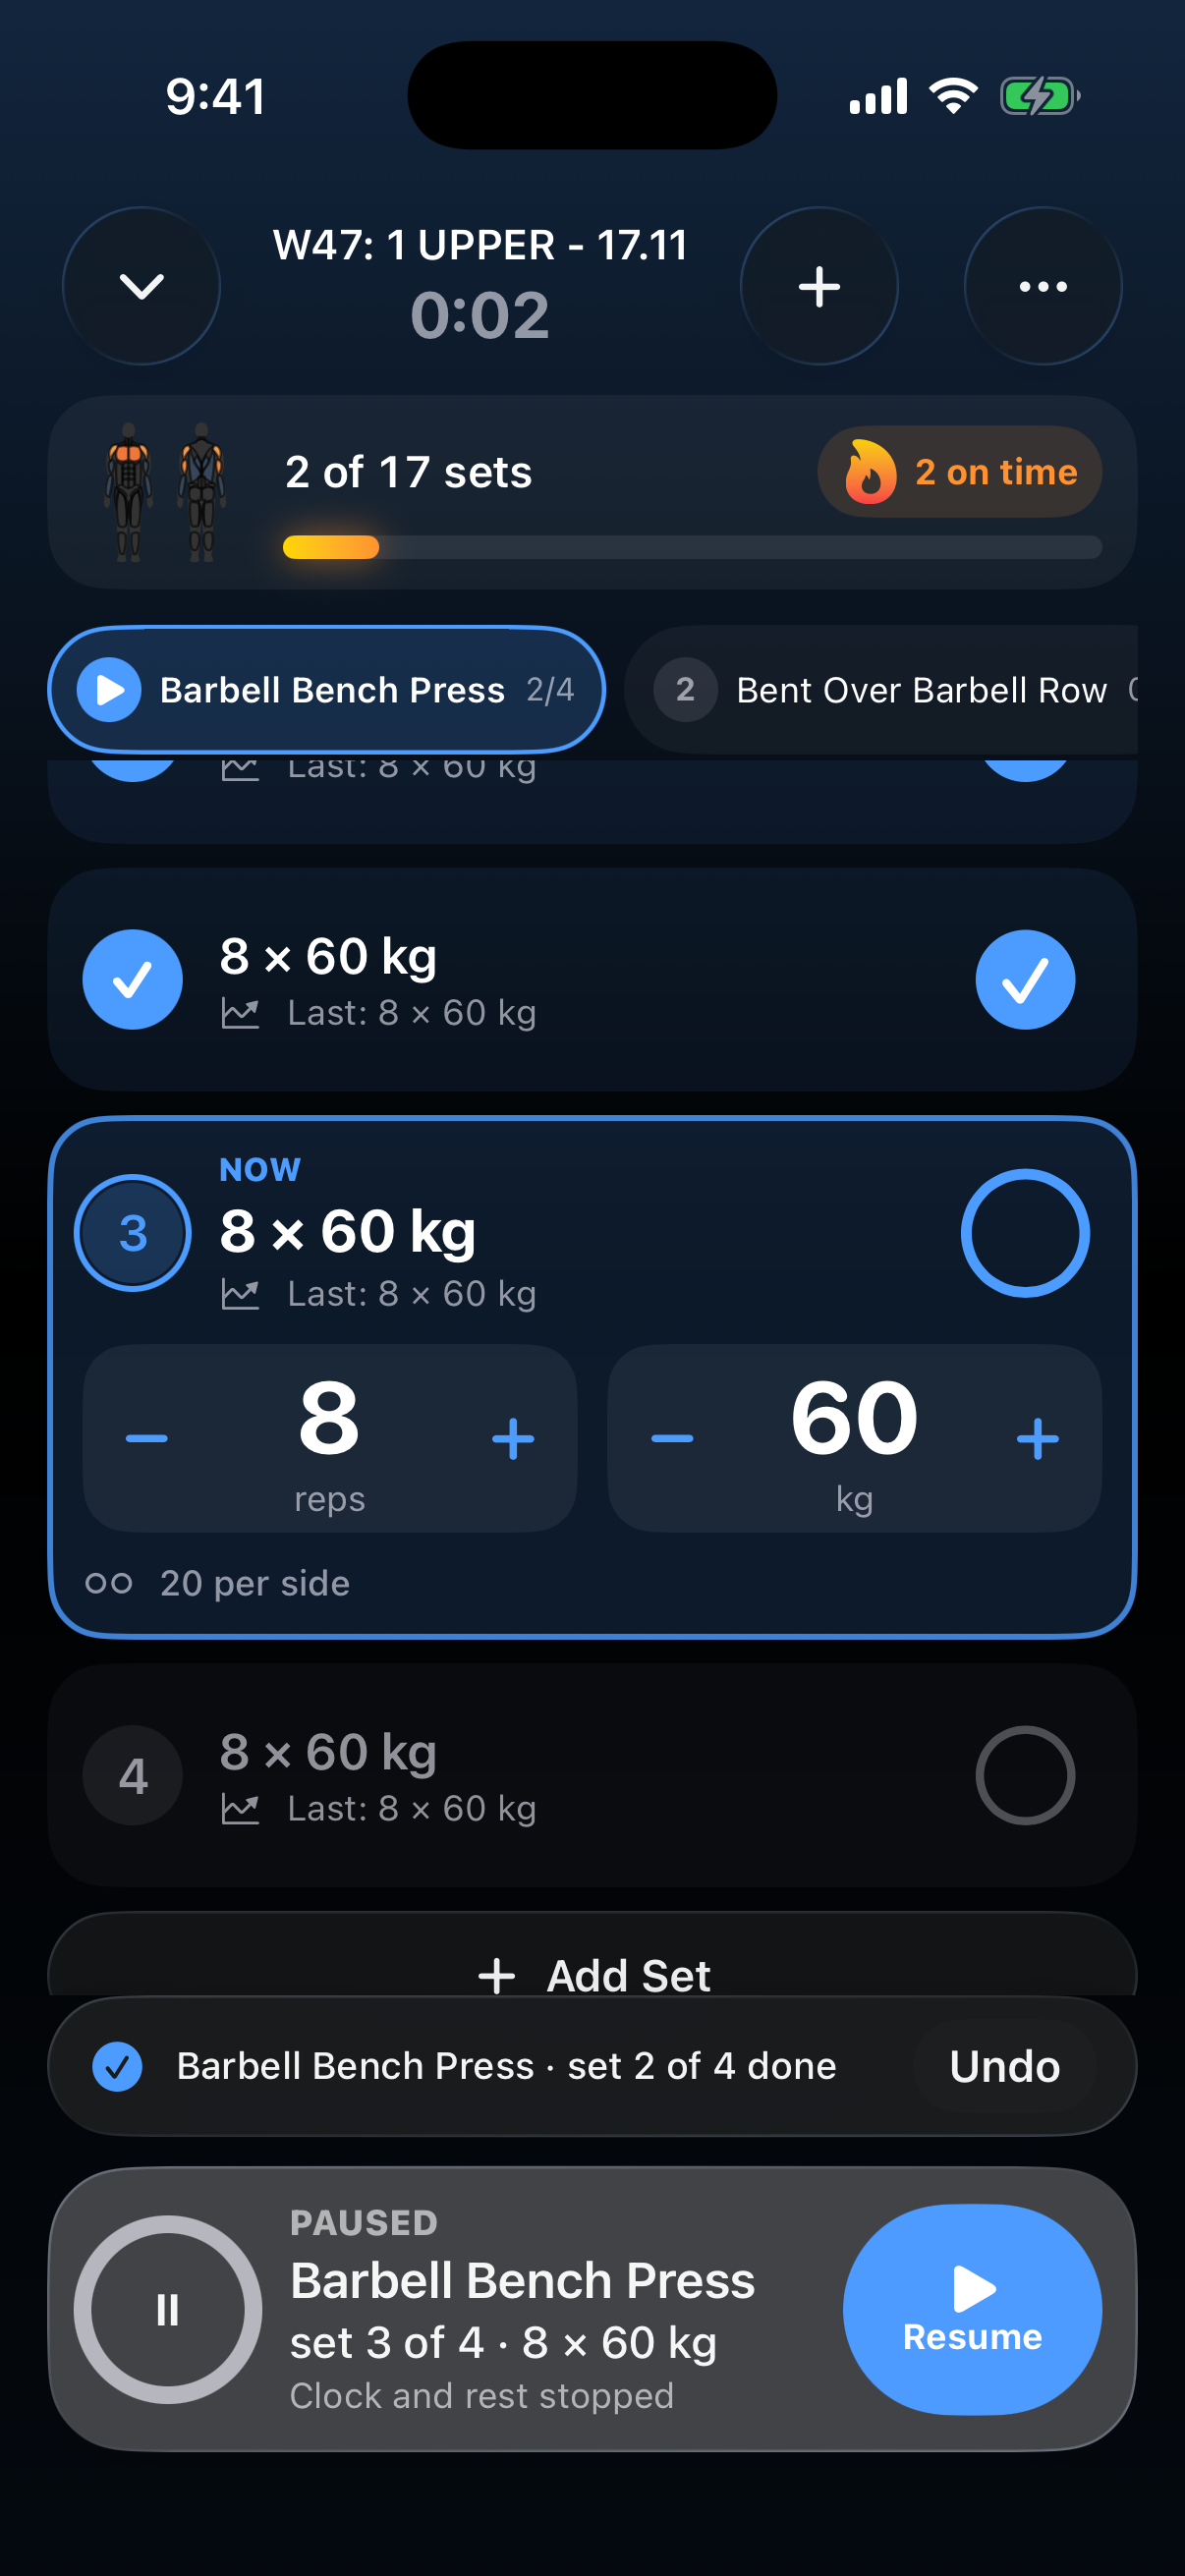 9:41
W47: 1 UPPER - 17.11
0:02
2 of 17 sets
2 on time
Barbell Bench Press 2/4
2 Bent Over Barbell Row
Last: 8 × 60 kg
8 × 60 kg
Last: 8 × 60 kg
NOW
3
8 × 60 kg
Last: 8 × 60 kg
8
reps
60
kg
20 per side
4
8 × 60 kg
Last: 8 × 60 kg
Add Set
Barbell Bench Press · set 2 of 4 done
Undo
PAUSED
Barbell Bench Press
set 3 of 4 · 8 × 60 kg
Clock and rest stopped
Resume